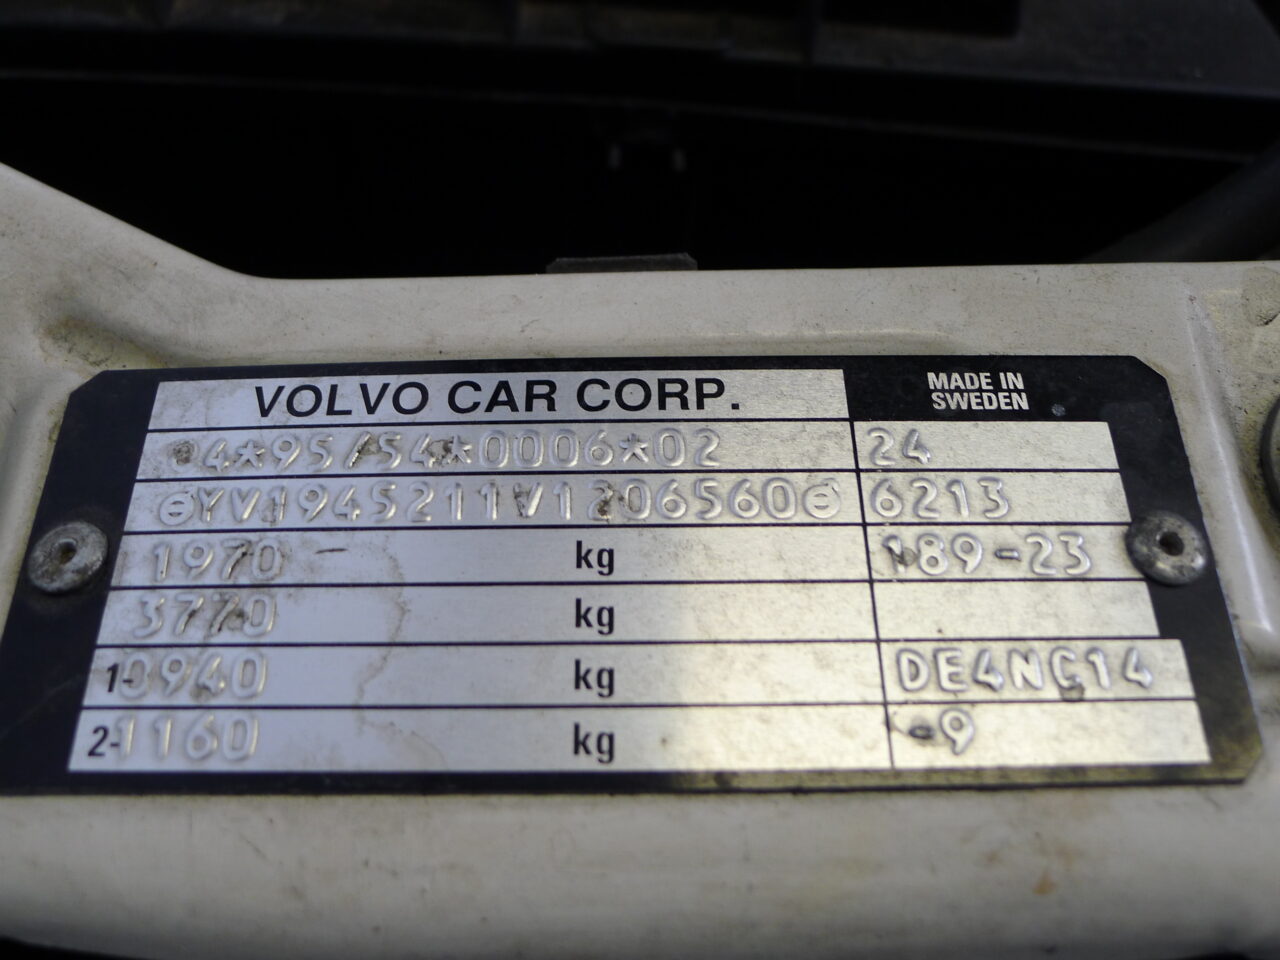 VOLVO CAR CORP. MADE IN SWEDEN
e4*95/54*0006*02 24
⊖YV1945211V1206560⊖ 6213
1970 - kg 189-23
3770 kg
1-0940 kg DE4NC14
2-1160 kg -9